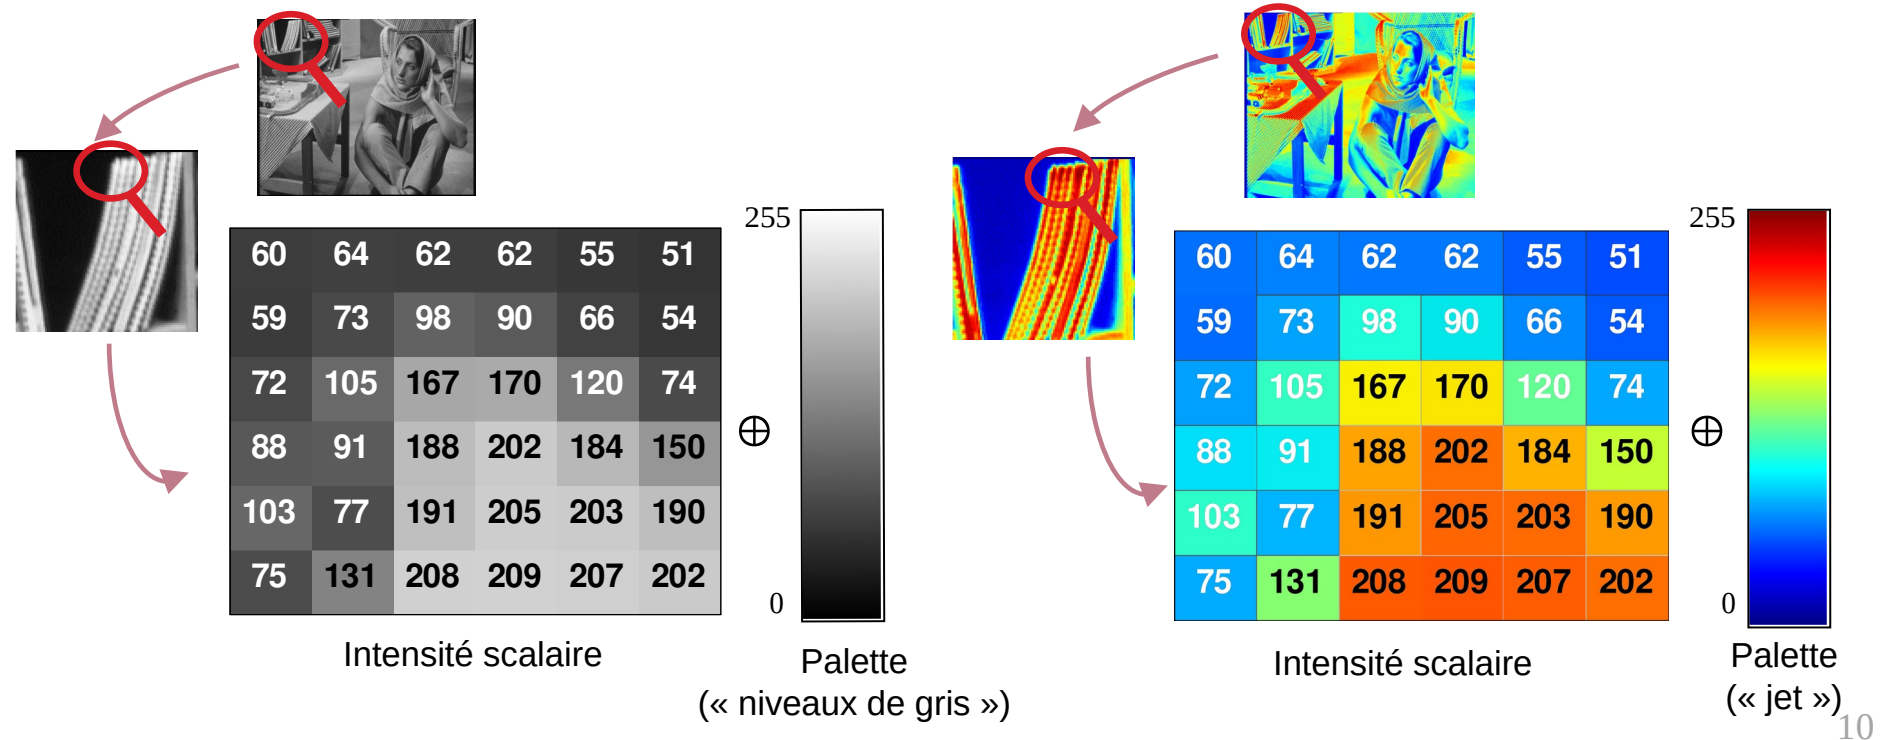 60 64 62 62 55 51
59 73 98 90 66 54
72 105 167 170 120 74
88 91 188 202 184 150
103 77 191 205 203 190
75 131 208 209 207 202
Intensité scalaire
255
⊕
0
Palette
(« niveaux de gris »)
60 64 62 62 55 51
59 73 98 90 66 54
72 105 167 170 120 74
88 91 188 202 184 150
103 77 191 205 203 190
75 131 208 209 207 202
Intensité scalaire
255
⊕
0
Palette
(« jet »)
10